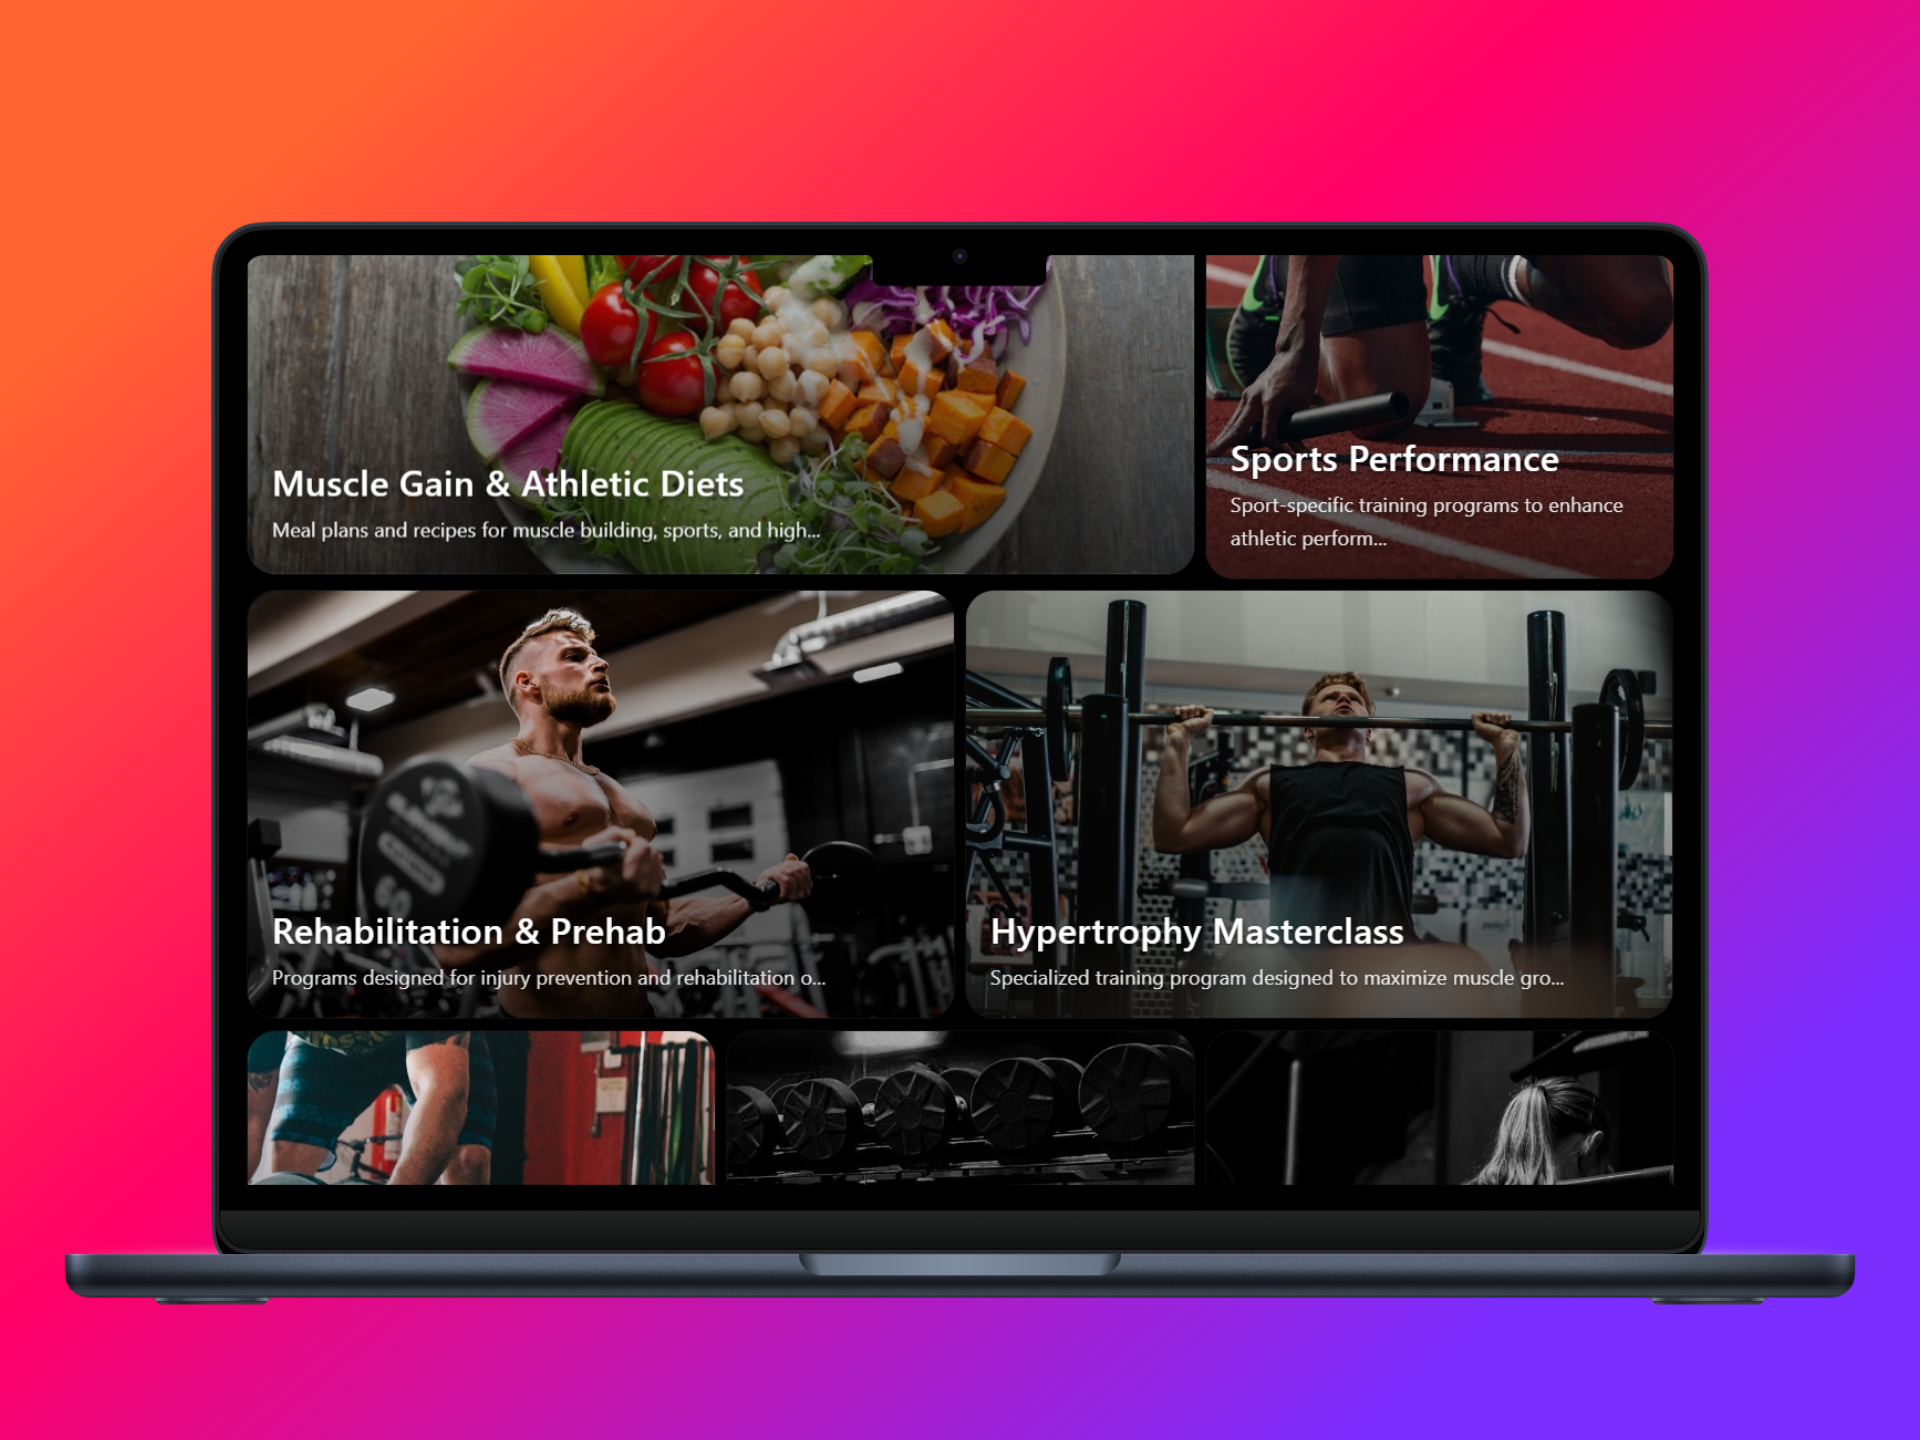 Muscle Gain & Athletic Diets
Meal plans and recipes for muscle building, sports, and high...
Sports Performance
Sport-specific training programs to enhance
athletic perform...
60
Rehabilitation & Prehab
Programs designed for injury prevention and rehabilitation o...
Hypertrophy Masterclass
Specialized training program designed to maximize muscle gro...